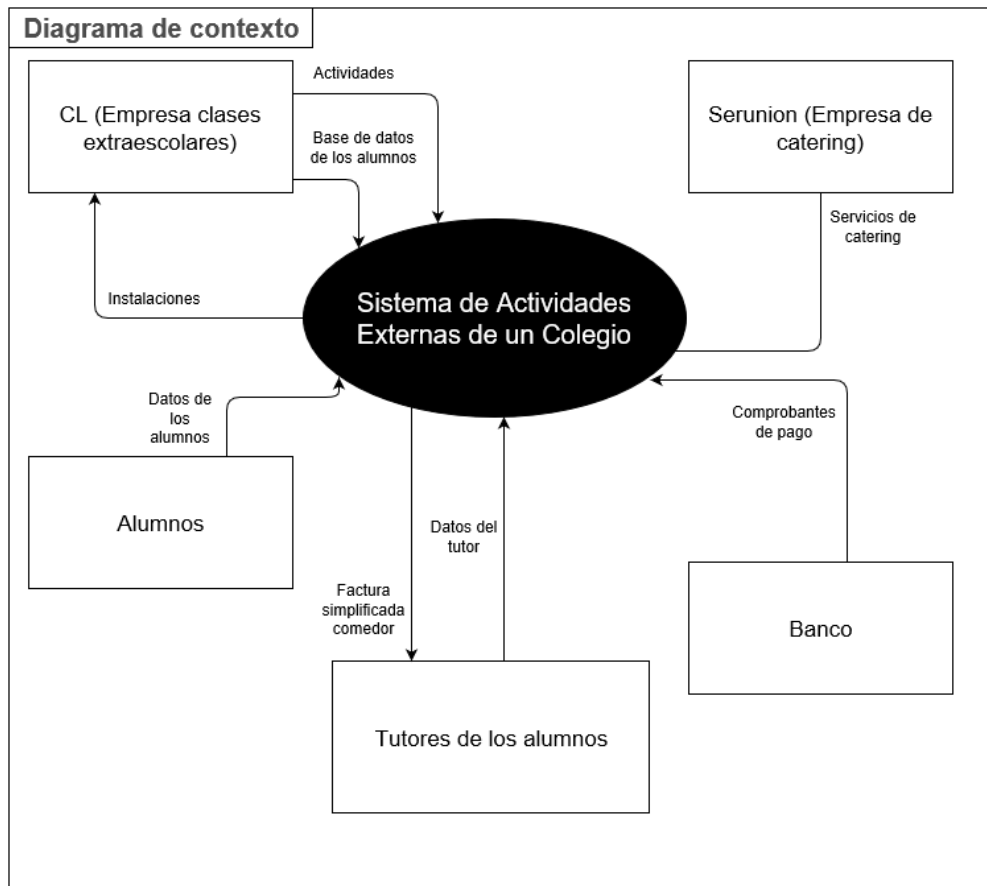 Diagrama de contexto
CL (Empresa clases
extraescolares)
Actividades
Base de datos
de los alumnos
Serunion (Empresa de
catering)
Servicios de
catering
Instalaciones
Sistema de Actividades
Externas de un Colegio
Datos de
los
alumnos
Alumnos
Comprobantes
de pago
Datos del
tutor
Factura
simplificada
comedor
Banco
Tutores de los alumnos